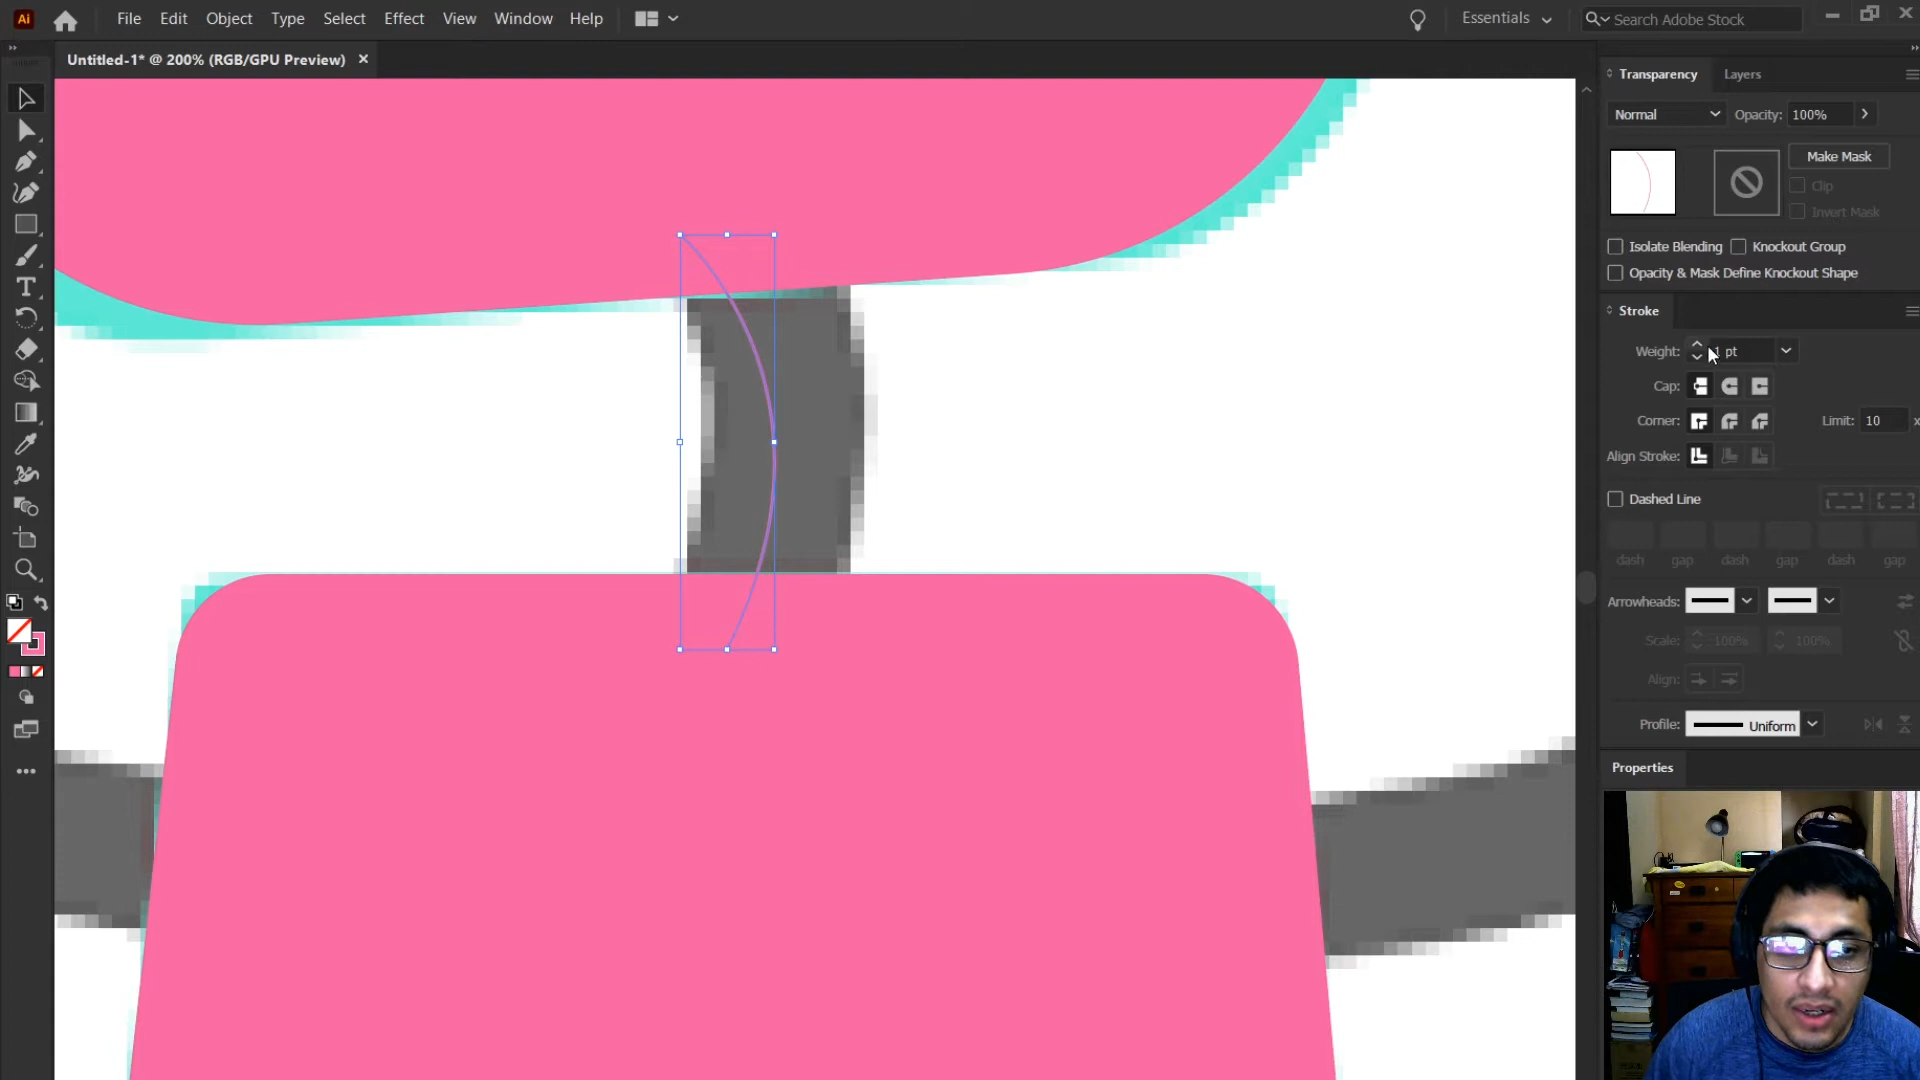 Ai File Edit Object Type Select Effect View Window Help Essentials Search Adobe Stock
Untitled-1* @ 200% (RGB/GPU Preview) ×
Transparency Layers
Normal Opacity: 100%
Make Mask
Clip
Invert Mask
Isolate Blending Knockout Group
Opacity & Mask Define Knockout Shape
Stroke
Weight: 1 pt
Cap:
Corner: Limit: 10 x
Align Stroke:
Dashed Line
dash gap dash gap dash gap
Arrowheads:
Scale: 100% 100%
Align:
Profile: Uniform
Properties